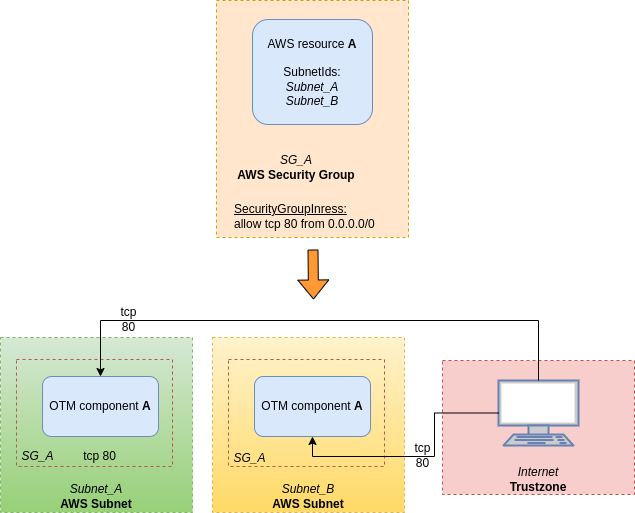 AWS resource A
SubnetIds:
Subnet_A
Subnet_B
SG_A
AWS Security Group
SecurityGroupInress:
allow tcp 80 from 0.0.0.0/0
tcp
80
OTM component A
SG_A
tcp 80
Subnet_A
AWS Subnet
OTM component A
SG_A
Subnet_B
AWS Subnet
tcp
80
Internet
Trustzone